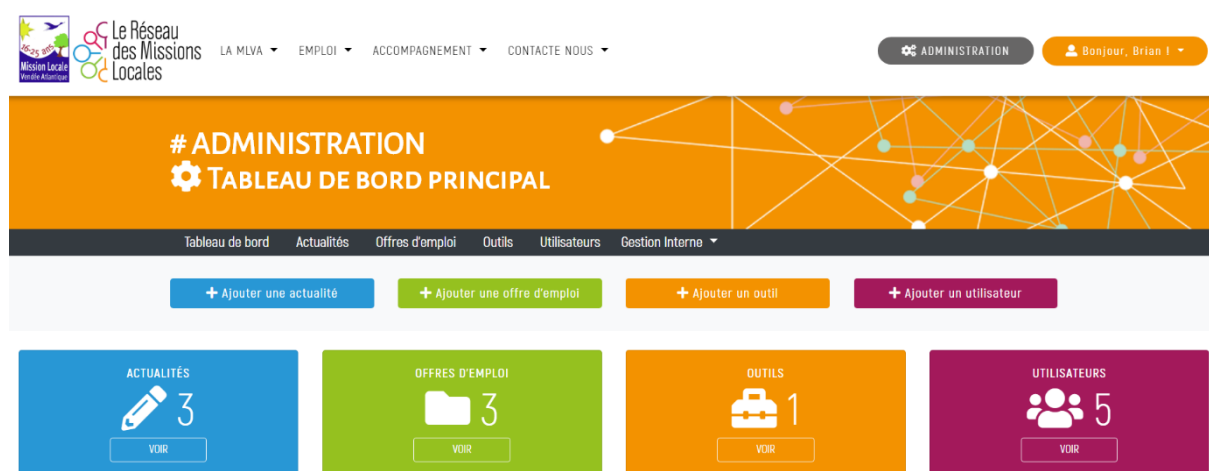 16-25 ans
Mission Locale
Vendée Atlantique
Le Réseau
des Missions
Locales
LA MLVA
EMPLOI
ACCOMPAGNEMENT
CONTACTE NOUS
ADMINISTRATION
Bonjour, Brian !
# ADMINISTRATION
TABLEAU DE BORD PRINCIPAL
Tableau de bord Actualités Offres d'emploi Outils Utilisateurs Gestion Interne
+ Ajouter une actualité
+ Ajouter une offre d'emploi
+ Ajouter un outil
+ Ajouter un utilisateur
ACTUALITÉS
3
VOIR
OFFRES D'EMPLOI
3
VOIR
OUTILS
1
VOIR
UTILISATEURS
5
VOIR